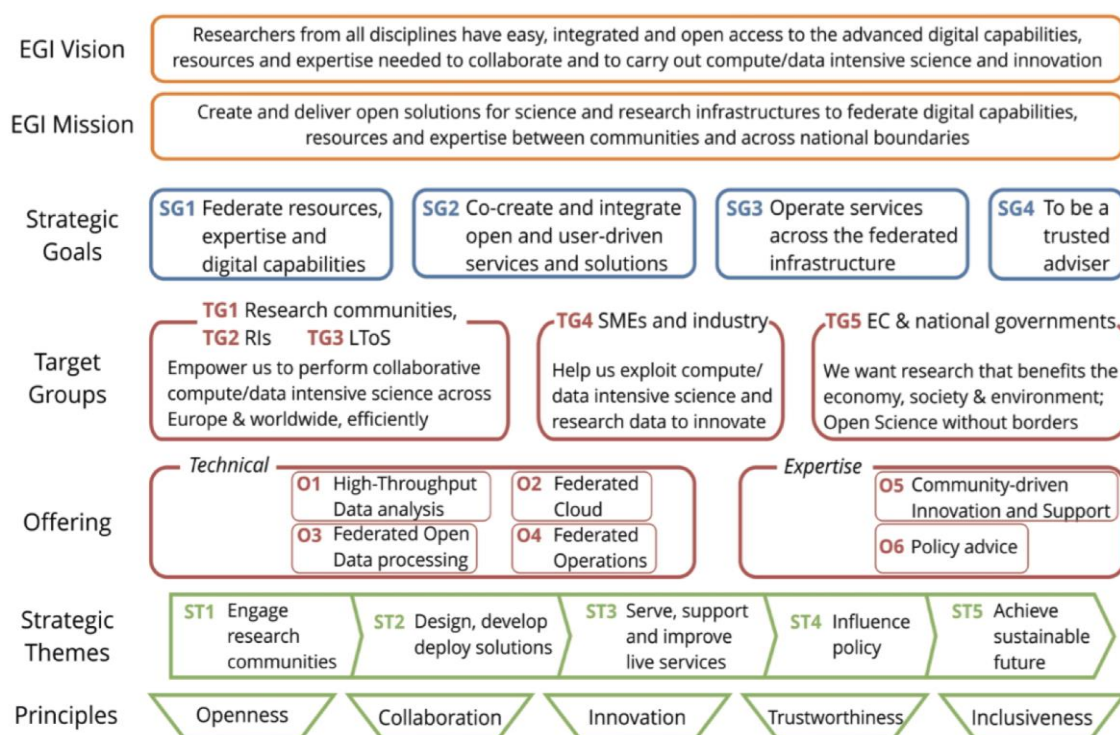 EGI Vision
Researchers from all disciplines have easy, integrated and open access to the advanced digital capabilities,
resources and expertise needed to collaborate and to carry out compute/data intensive science and innovation
EGI Mission
Create and deliver open solutions for science and research infrastructures to federate digital capabilities,
resources and expertise between communities and across national boundaries
Strategic
Goals
SG1 Federate resources,
expertise and
digital capabilities
SG2 Co-create and integrate
open and user-driven
services and solutions
SG3 Operate services
across the federated
infrastructure
SG4 To be a
trusted
adviser
Target
Groups
TG1 Research communities,
TG2 RIs TG3 LToS
Empower us to perform collaborative
compute/data intensive science across
Europe & worldwide, efficiently
TG4 SMEs and industry
Help us exploit compute/
data intensive science and
research data to innovate
TG5 EC & national governments
We want research that benefits the
economy, society & environment;
Open Science without borders
Offering
Technical
O1 High-Throughput
Data analysis
O2 Federated
Cloud
O3 Federated Open
Data processing
O4 Federated
Operations
Expertise
O5 Community-driven
Innovation and Support
O6 Policy advice
Strategic
Themes
ST1 Engage
research
communities
ST2 Design, develop
deploy solutions
ST3 Serve, support
and improve
live services
ST4 Influence
policy
ST5 Achieve
sustainable
future
Principles
Openness
Collaboration
Innovation
Trustworthiness
Inclusiveness